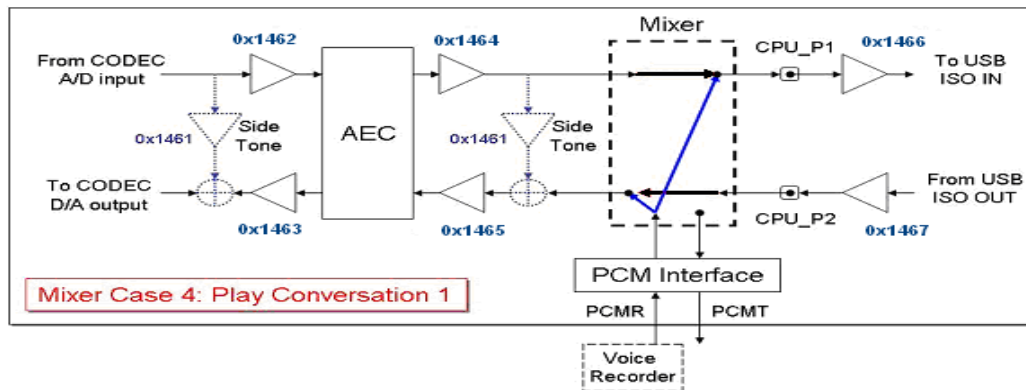 Mixer
0x1462
0x1464
CPU_P1
0x1466
From CODEC
A/D input
To USB
ISO IN
0x1461
Side
Tone
AEC
0x1461
Side
Tone
To CODEC
D/A output
From USB
ISO OUT
0x1463
0x1465
CPU_P2
0x1467
PCM Interface
Mixer Case 4: Play Conversation 1
PCMR
PCMT
Voice
Recorder